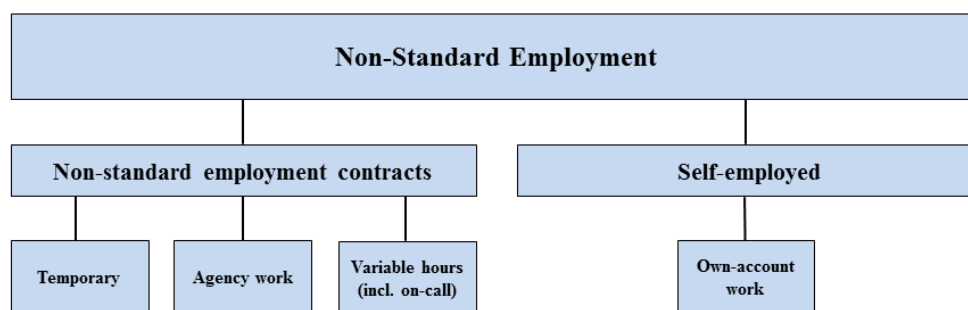 Non-Standard Employment
Non-standard employment contracts
Self-employed
Temporary
Agency work
Variable hours
(incl. on-call)
Own-account
work